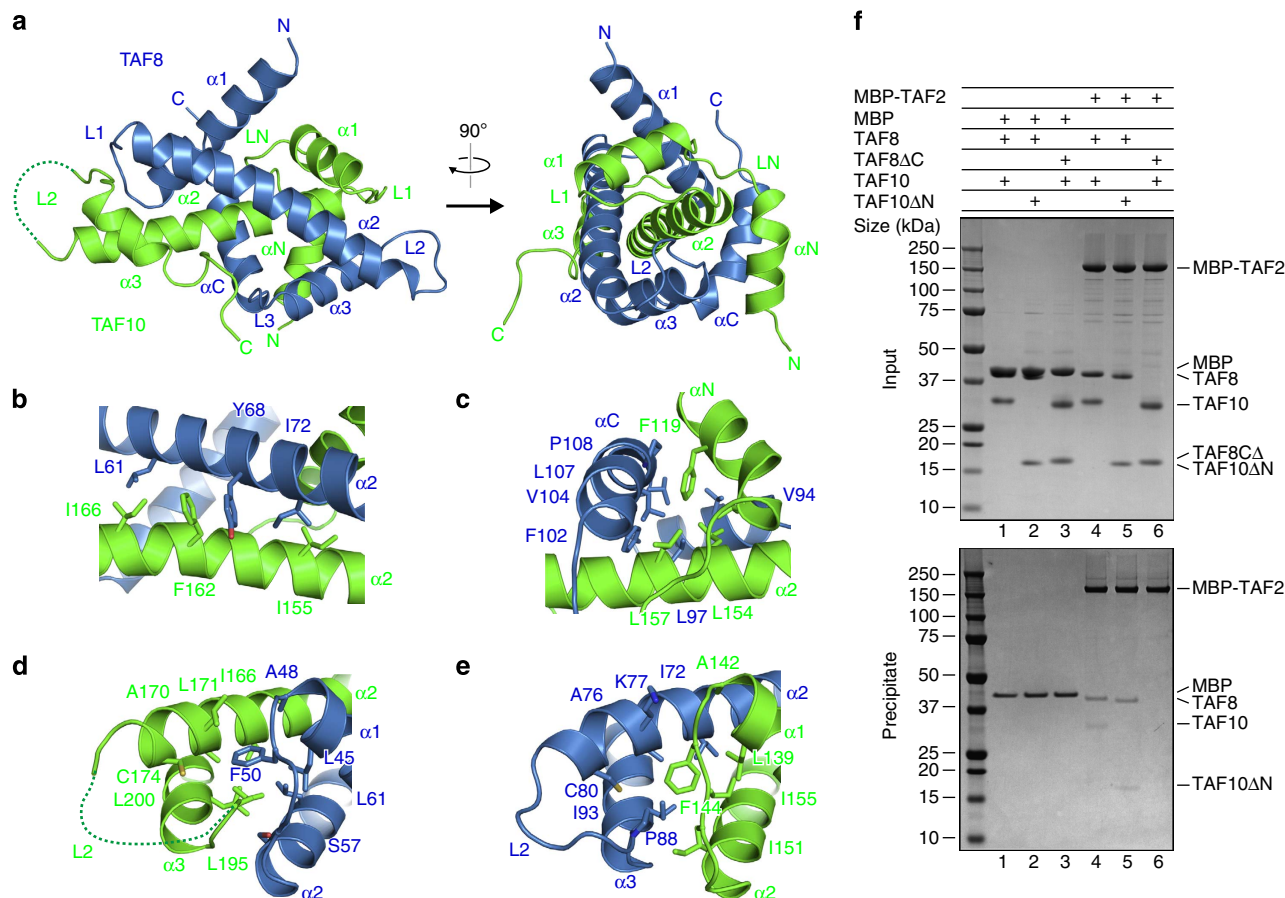 a
N
TAF8
α1
C
L1
LN
α1
L2
α2
L1
α2
αN
L2
α3
αC
L3
α3
TAF10
N
C
90°
N
α1
C
α1
LN
L1
α3
α2
αN
L2
α2
α3
αC
C
N
b
Y68
I72
L61
α2
I166
F162
α2
I155
c
αN
αC
F119
P108
L107
V104
V94
F102
α2
L157
L97
L154
d
A170
L171
I166
A48
α2
α1
L45
C174
F50
L200
L61
S57
L2
α3
L195
α2
e
A142
K77
I72
A76
α2
α1
L139
C80
I155
I93
F144
P88
L2
I151
α3
α2
f
MBP-TAF2 + + +
MBP + + +
TAF8 + + + +
TAF8ΔC + +
TAF10 + + + +
TAF10ΔN + +
Size (kDa)
250
150
100
75
50
37
25
20
15
10
Input
MBP-TAF2
MBP
TAF8
TAF10
TAF8CΔ
TAF10ΔN
1 2 3 4 5 6
250
150
100
75
50
37
25
20
15
10
Precipitate
MBP-TAF2
MBP
TAF8
TAF10
TAF10ΔN
1 2 3 4 5 6